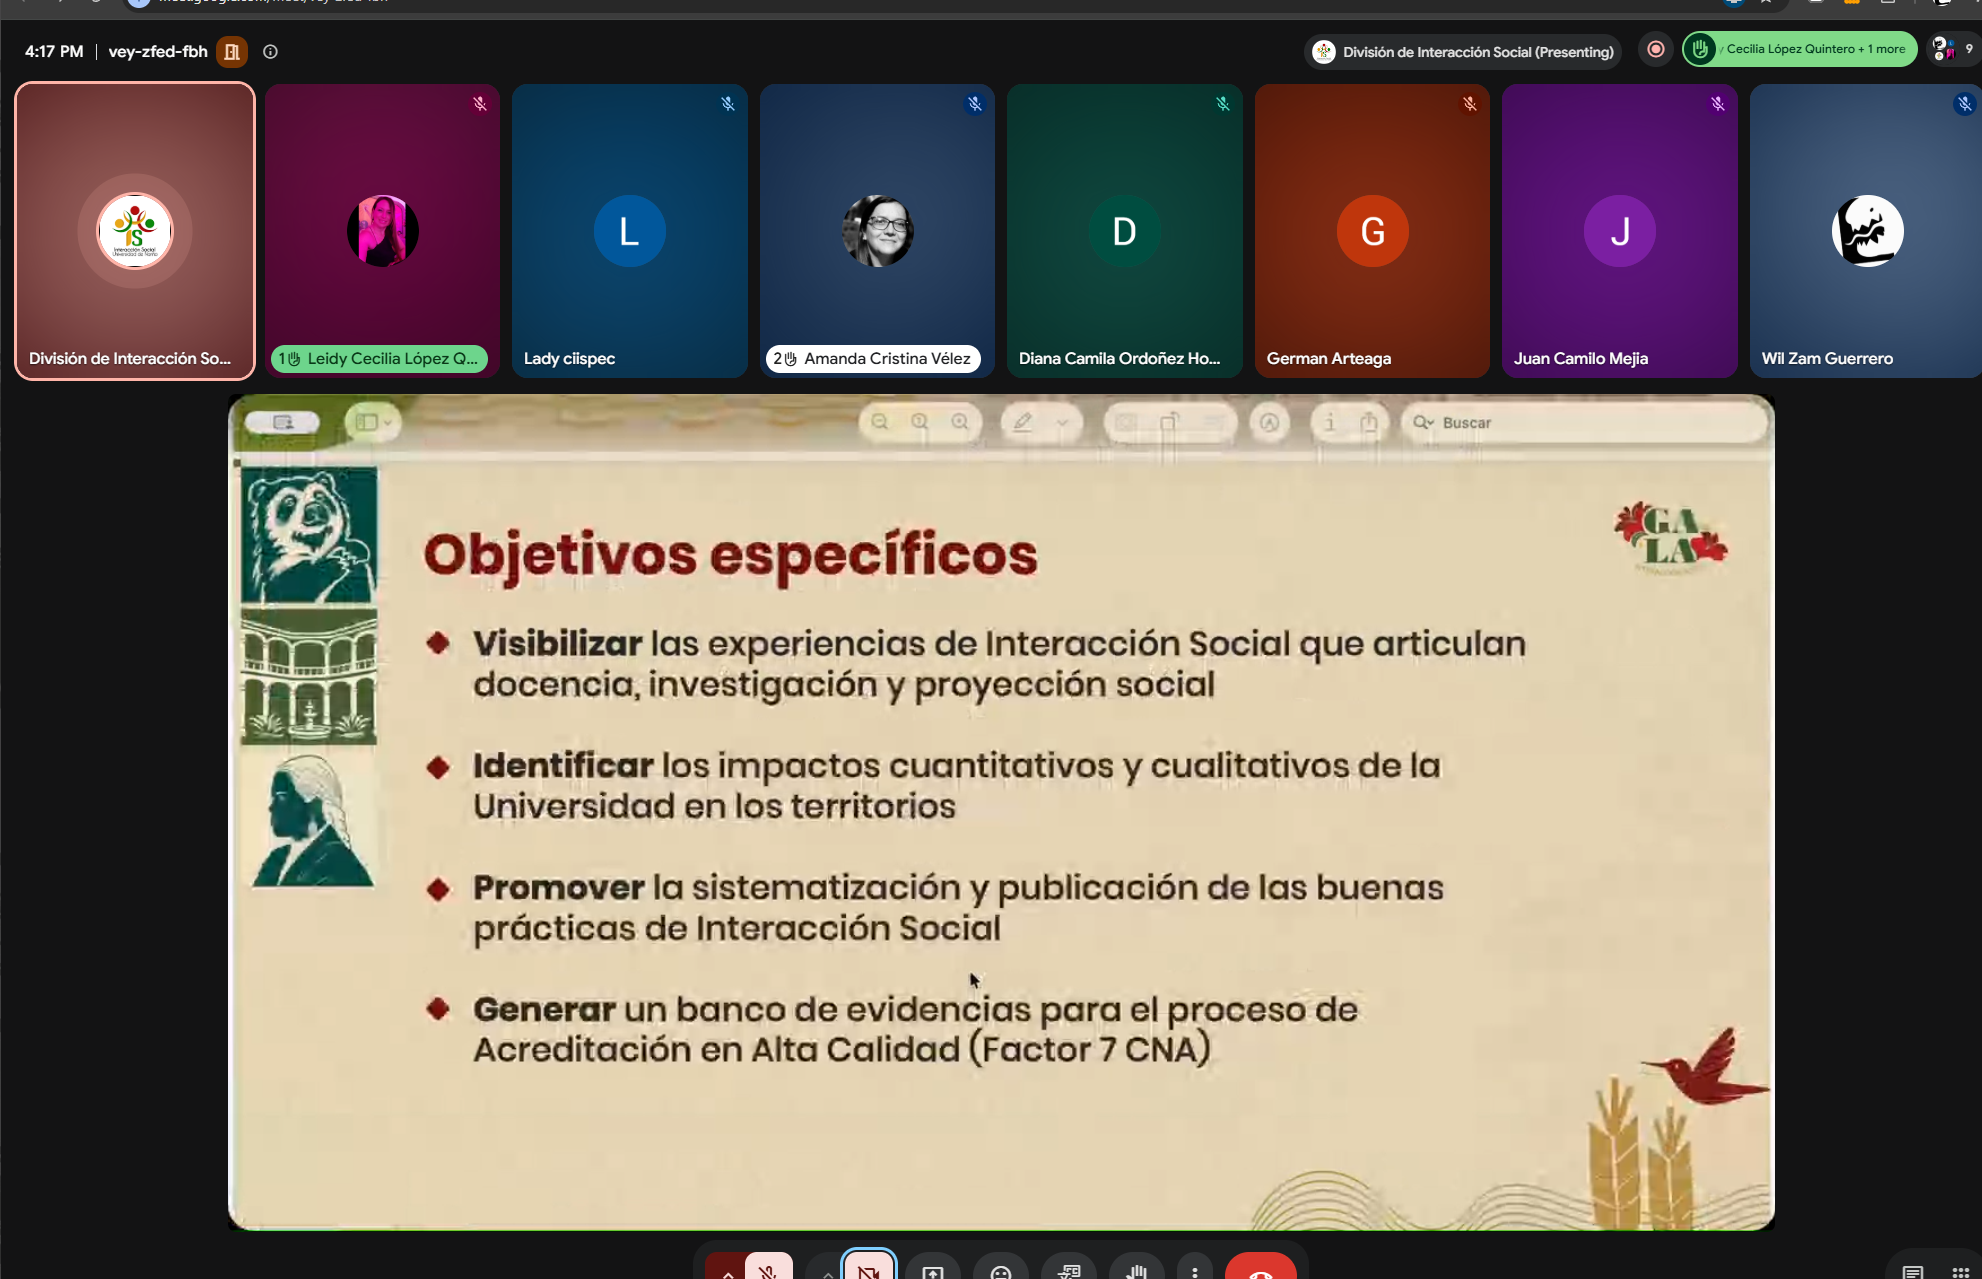 4:17 PM | vey-zfed-fbh
División de Interacción Social (Presenting)
Cecilia López Quintero + 1 more
9
División de Interacción So...
1 Leidy Cecilia López Q...
L
Lady ciispec
2 Amanda Cristina Vélez
D
Diana Camila Ordoñez Ho...
G
German Arteaga
J
Juan Camilo Mejia
Wil Zam Guerrero
IS
Interacción Social
Buscar
GA
LA
Objetivos específicos
Visibilizar las experiencias de Interacción Social que articulan
docencia, investigación y proyección social
Identificar los impactos cuantitativos y cualitativos de la
Universidad en los territorios
Promover la sistematización y publicación de las buenas
prácticas de Interacción Social
Generar un banco de evidencias para el proceso de
Acreditación en Alta Calidad (Factor 7 CNA)